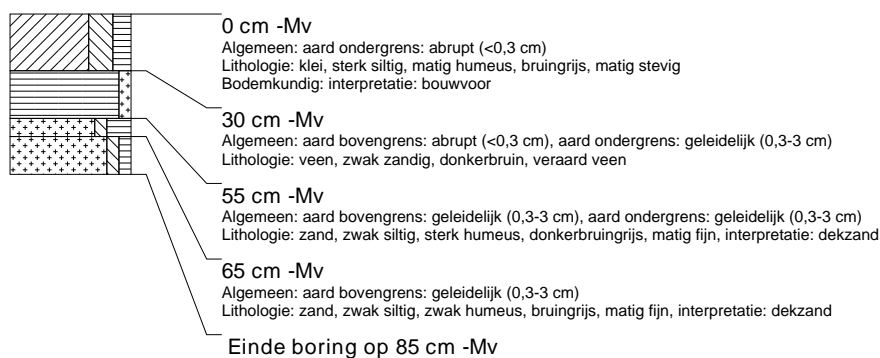 0 cm -Mv
Algemeen: aard ondergrens: abrupt (<0,3 cm)
Lithologie: klei, sterk siltig, matig humeus, bruingrijs, matig stevig
Bodemkundig: interpretatie: bouwvoor
30 cm -Mv
Algemeen: aard bovengrens: abrupt (<0,3 cm), aard ondergrens: geleidelijk (0,3-3 cm)
Lithologie: veen, zwak zandig, donkerbruin, veraard veen
55 cm -Mv
Algemeen: aard bovengrens: geleidelijk (0,3-3 cm), aard ondergrens: geleidelijk (0,3-3 cm)
Lithologie: zand, zwak siltig, sterk humeus, donkerbruingrijs, matig fijn, interpretatie: dekzand
65 cm -Mv
Algemeen: aard bovengrens: geleidelijk (0,3-3 cm)
Lithologie: zand, zwak siltig, zwak humeus, bruingrijs, matig fijn, interpretatie: dekzand
Einde boring op 85 cm -Mv